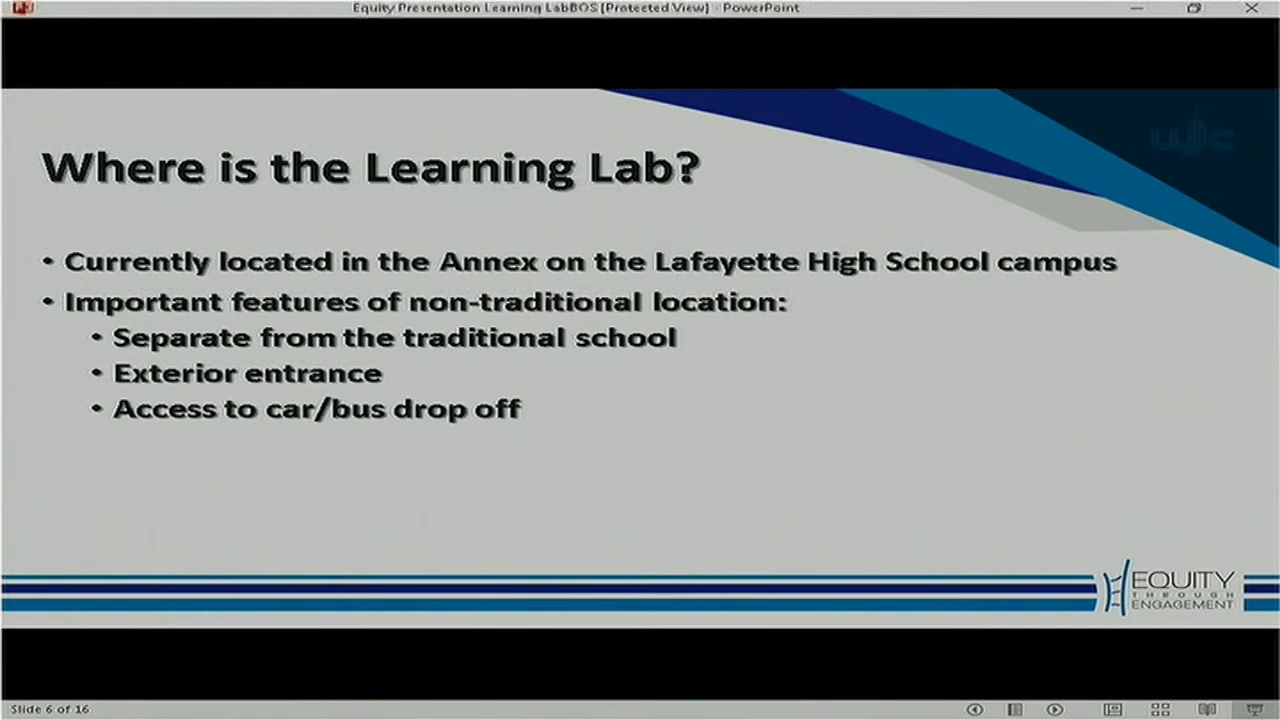 Equity Presentation Learning LabBOS [Protected View] - PowerPoint
Where is the Learning Lab?
• Currently located in the Annex on the Lafayette High School campus
• Important features of non-traditional location:
• Separate from the traditional school
• Exterior entrance
• Access to car/bus drop off
EQUITY
THROUGH
ENGAGEMENT
Slide 6 of 16